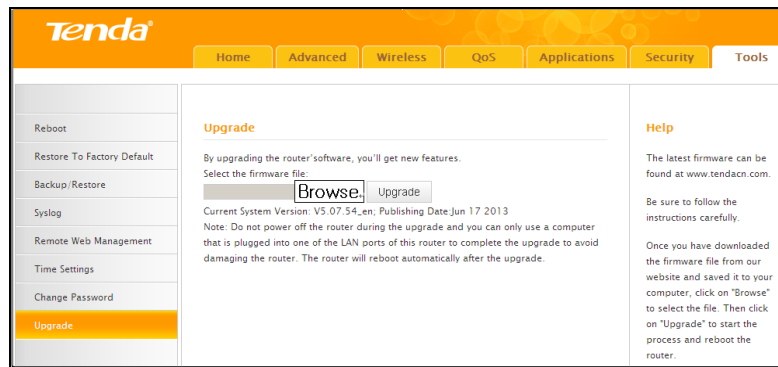 Tenda
Home Advanced Wireless QoS Applications Security Tools
Reboot
Restore To Factory Default
Backup/Restore
Syslog
Remote Web Management
Time Settings
Change Password
Upgrade
Upgrade
By upgrading the router'software, you'll get new features.
Select the firmware file:
Browse. Upgrade
Current System Version: V5.07.54_en; Publishing Date:Jun 17 2013
Note: Do not power off the router during the upgrade and you can only use a computer
that is plugged into one of the LAN ports of this router to complete the upgrade to avoid
damaging the router. The router will reboot automatically after the upgrade.
Help
The latest firmware can be
found at www.tendacn.com.
Be sure to follow the
instructions carefully.
Once you have downloaded
the firmware file from our
website and saved it to your
computer, click on "Browse"
to select the file. Then click
on "Upgrade" to start the
process and reboot the
router.